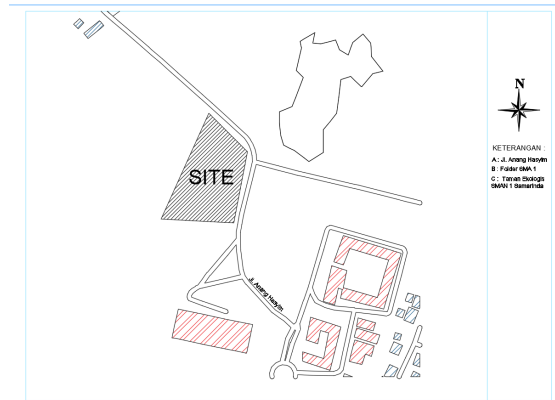 SITE
Jl. Anang Hasyim
N
KETERANGAN :
A : Jl. Anang Hasyim
B : Folder SMA 1
C : Taman Ekologis
SMAN 1 Samarinda